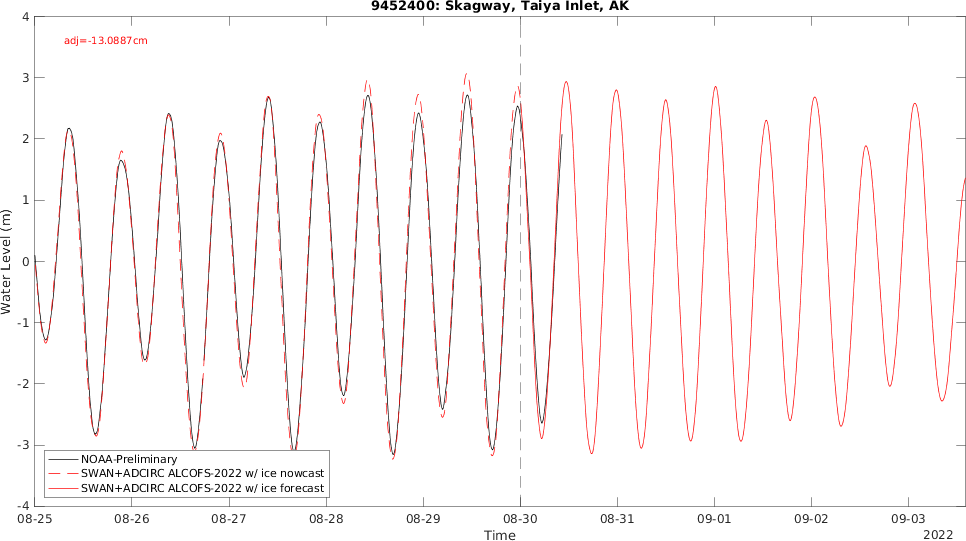 9452400: Skagway, Taiya Inlet, AK
adj=-13.0887cm
Water Level (m)
4
3
2
1
0
-1
-2
-3
-4
NOAA-Preliminary
SWAN+ADCIRC ALCOFS-2022 w/ ice nowcast
SWAN+ADCIRC ALCOFS-2022 w/ ice forecast
08-25 08-26 08-27 08-28 08-29 08-30 08-31 09-01 09-02 09-03
Time
2022